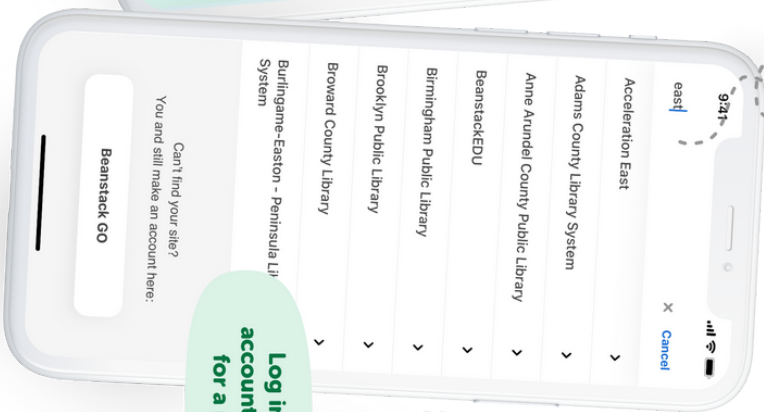 9:41
east
Cancel
Acceleration East
Adams County Library System
Anne Arundel County Public Library
BeanstackEDU
Birmingham Public Library
Brooklyn Public Library
Broward County Library
Burlingame-Easton - Peninsula
System
Can't find your site?
You and still make an account here:
Beanstack GO
Log
account
for a